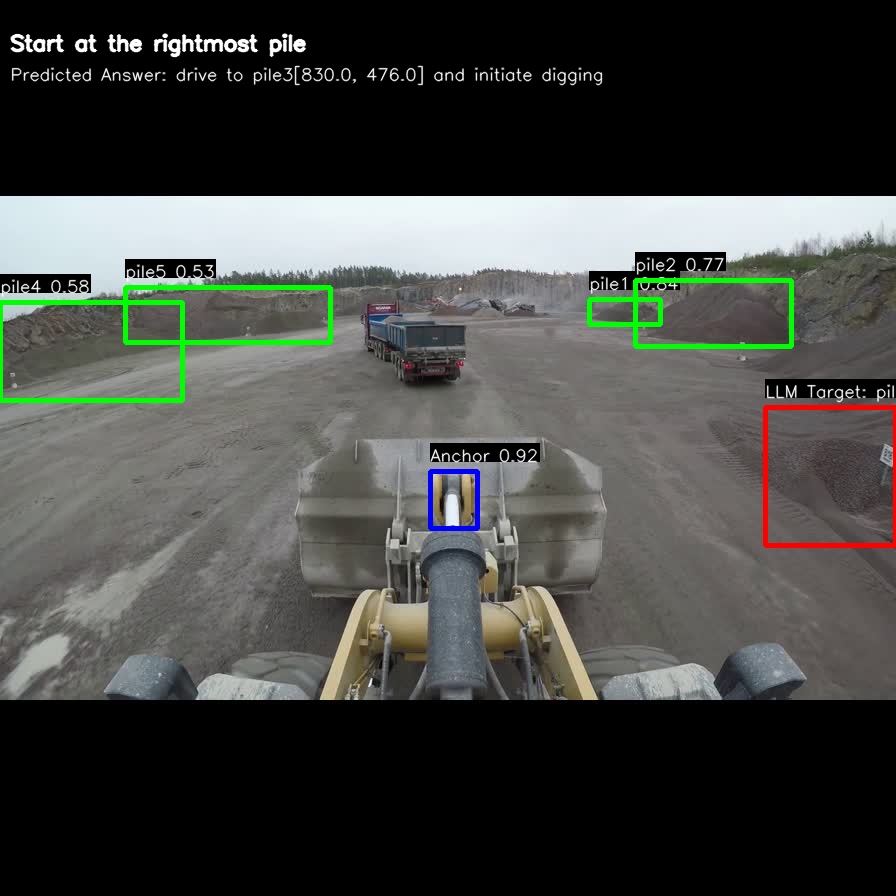 Start at the rightmost pile
Predicted Answer: drive to pile3[830.0, 476.0] and initiate digging
pile2 0.77
pile5 0.53
pile1 0.84
pile4 0.58
LLM Target: pil
Anchor 0.92